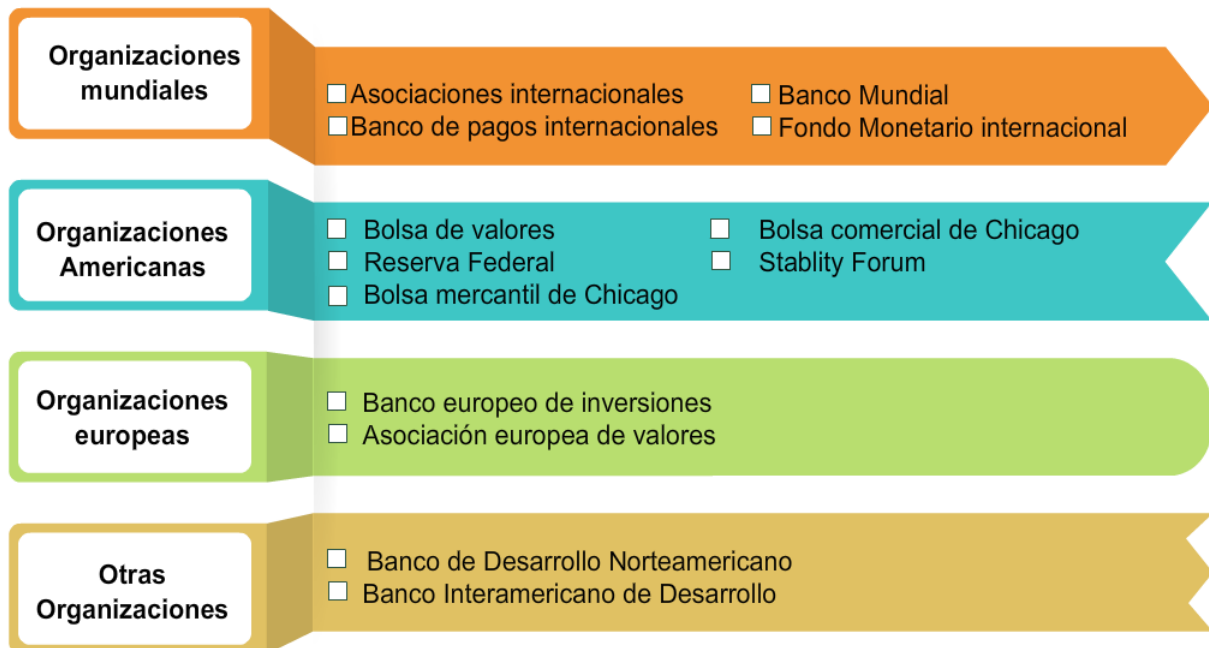 Organizaciones
mundiales
Asociaciones internacionales
Banco de pagos internacionales
Banco Mundial
Fondo Monetario internacional
Organizaciones
Americanas
Bolsa de valores
Reserva Federal
Bolsa mercantil de Chicago
Bolsa comercial de Chicago
Stablity Forum
Organizaciones
europeas
Banco europeo de inversiones
Asociación europea de valores
Otras
Organizaciones
Banco de Desarrollo Norteamericano
Banco Interamericano de Desarrollo